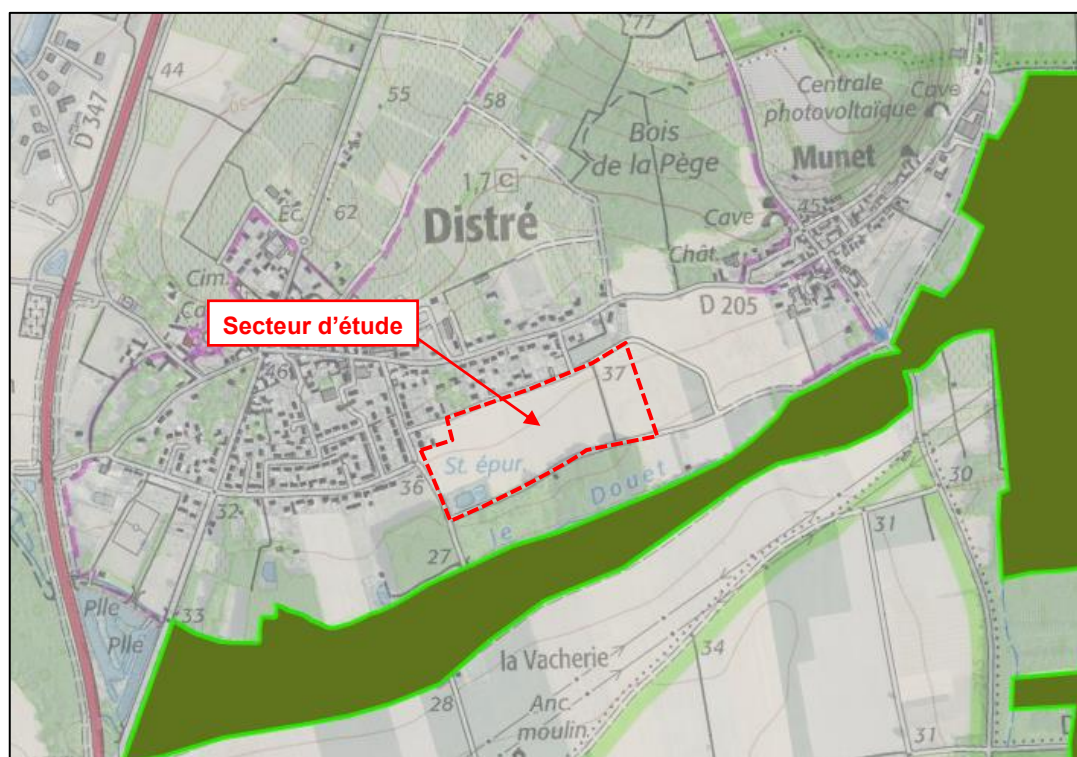 77
44
D 347
55
58
Centrale
photovoltaïque
Cave
Bois
de la Pège
Munet
1,7 C
62
Ec.
Distré
45
Cave
Chât.
Cim.
Secteur d'étude
D 205
46
37
St. épur.
36
le Douet
30
32
31
27
33
Plle
Plle
34
la Vacherie
28
Anc.
moulin
31